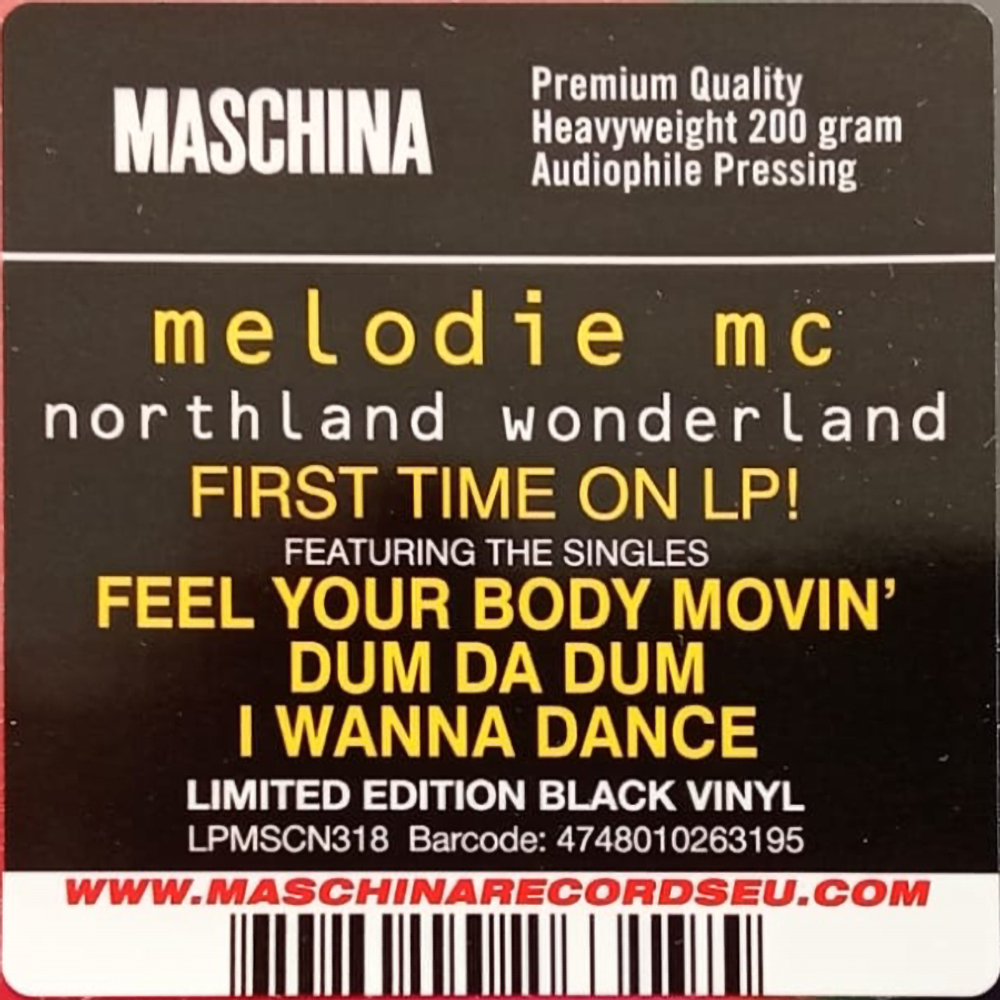 MASCHINA
Premium Quality
Heavyweight 200 gram
Audiophile Pressing
melodie mc
northland wonderland
FIRST TIME ON LP!
FEATURING THE SINGLES
FEEL YOUR BODY MOVIN'
DUM DA DUM
I WANNA DANCE
LIMITED EDITION BLACK VINYL
LPMSCN318 Barcode: 4748010263195
WWW.MASCHINARECORDSEU.COM